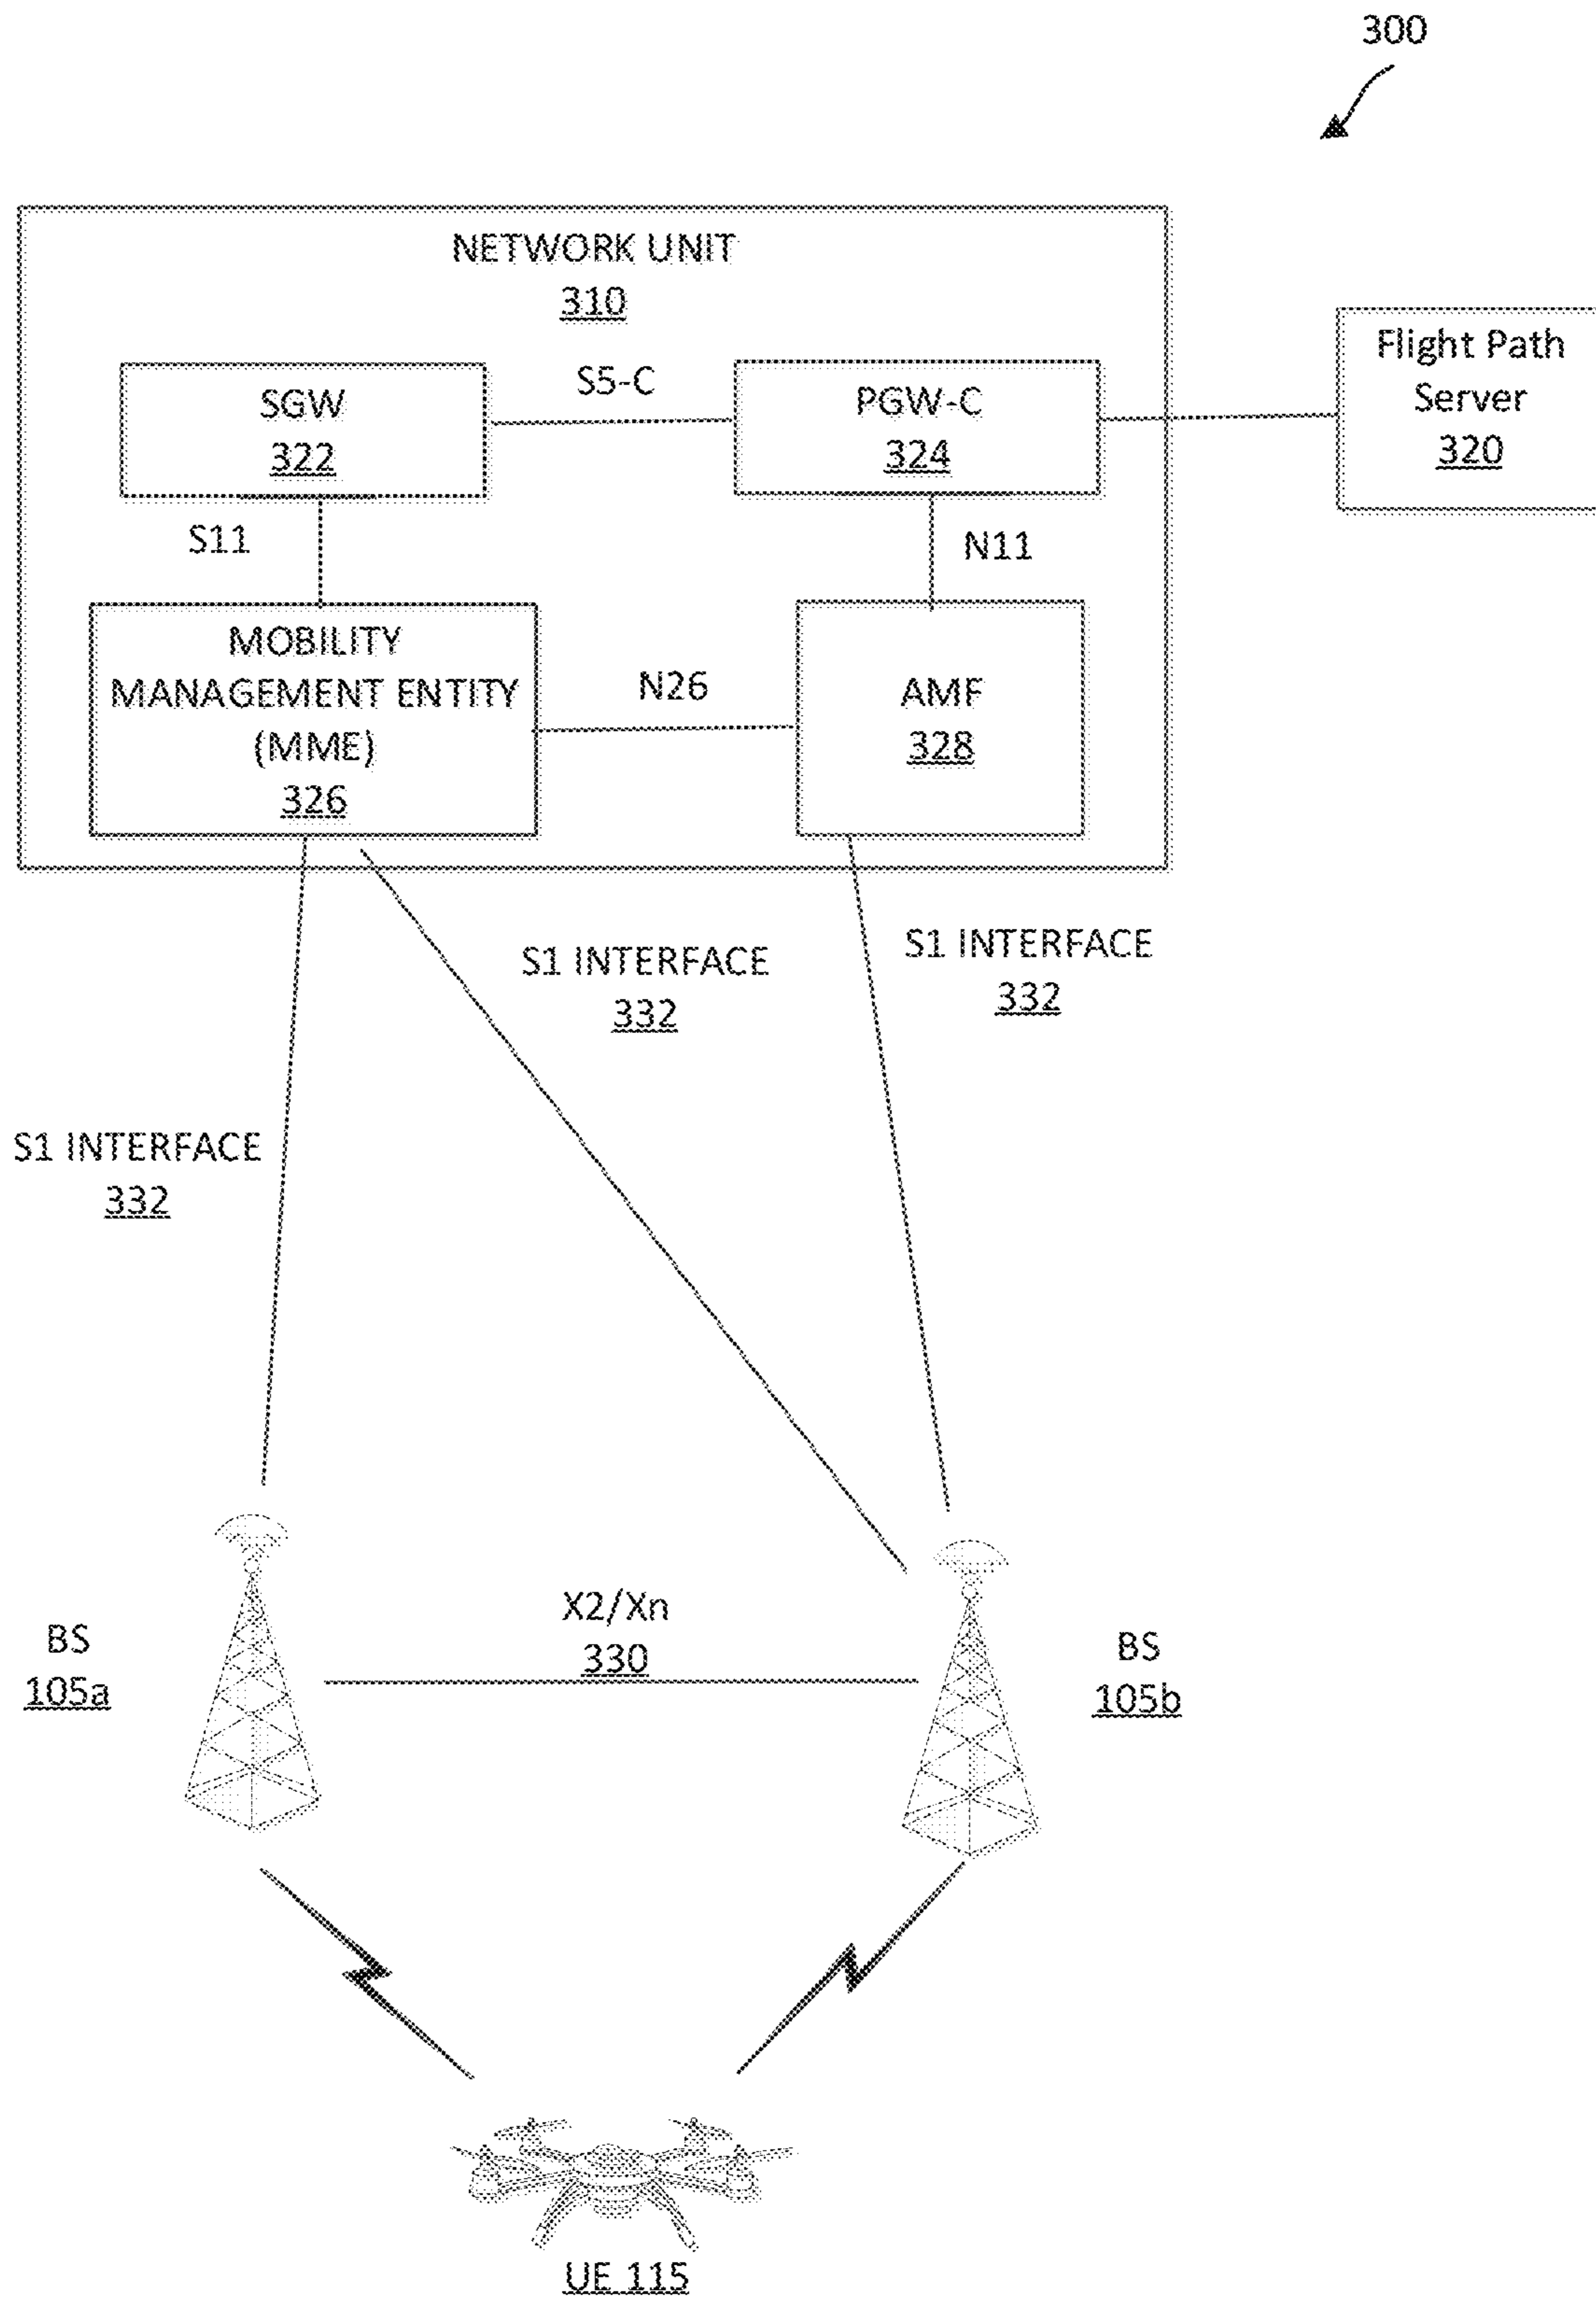 300
NETWORK UNIT
310
Flight Path
Server
320
SGW
322
S5-C
PGW-C
324
S11
N11
MOBILITY
MANAGEMENT ENTITY
(MME)
326
N26
AMF
328
S1 INTERFACE
332
S1 INTERFACE
332
S1 INTERFACE
332
X2/Xn
330
BS
105a
BS
105b
UE 115